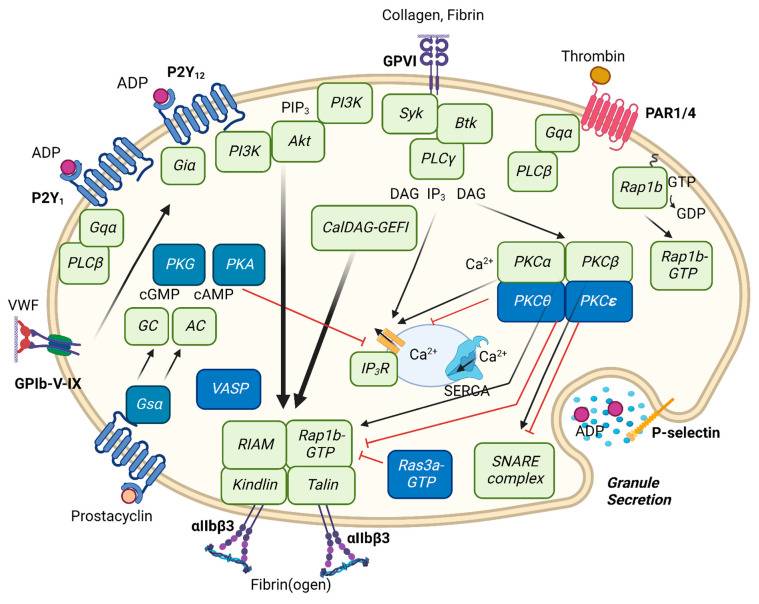 Collagen, Fibrin
GPVI
Thrombin
PAR1/4
P2Y12
ADP
ADP
P2Y1
PIP3
PI3K
Akt
PI3K
Giα
Syk
Btk
PLCγ
DAG IP3 DAG
Gqα
PLCβ
Rap1b
GTP
GDP
Rap1b-
GTP
Gqα
PLCβ
CalDAG-GEFI
PKG
PKA
cGMP
cAMP
GC
AC
Ca2+
PKCα
PKCβ
PKCθ
PKCε
VWF
GPIb-V-IX
IP3R
Ca2+
Ca2+
SERCA
Gsα
VASP
ADP
P-selectin
RIAM
Rap1b-
GTP
Kindlin
Talin
Ras3a-
GTP
SNARE
complex
Granule
Secretion
Prostacyclin
αIIbβ3
αIIbβ3
Fibrin(ogen)